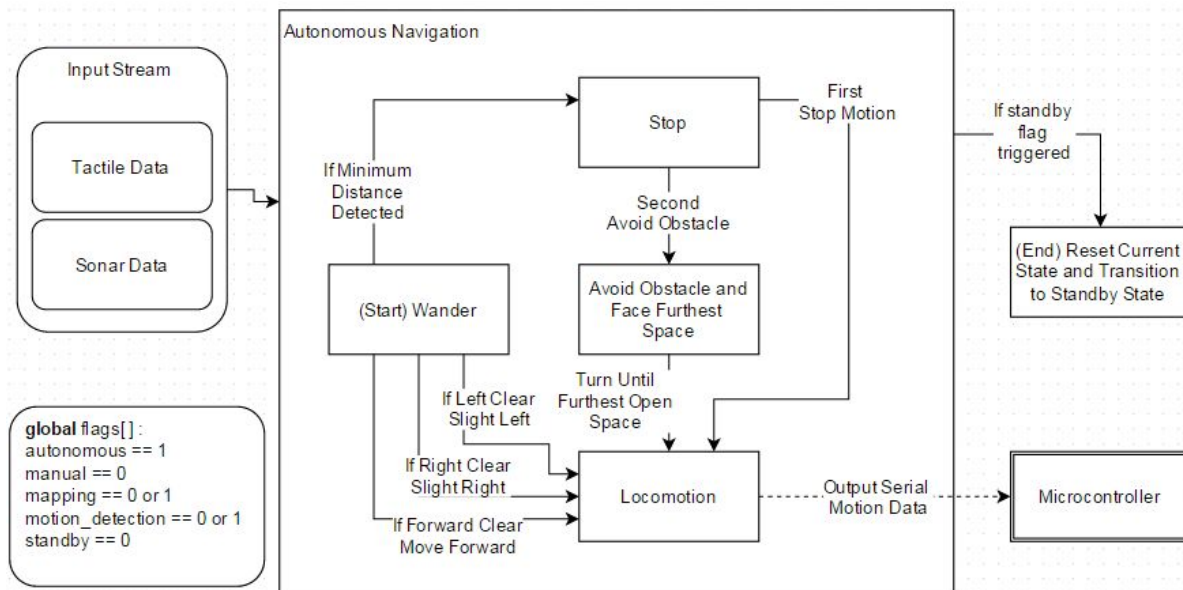 Autonomous Navigation
Input Stream
Tactile Data
Sonar Data
global flags[] :
autonomous == 1
manual == 0
mapping == 0 or 1
motion_detection == 0 or 1
standby == 0
(Start) Wander
If Minimum
Distance
Detected
Stop
First
Stop Motion
Second
Avoid Obstacle
Avoid Obstacle and
Face Furthest
Space
Turn Until
Furthest Open
Space
If Left Clear
Slight Left
If Right Clear
Slight Right
If Forward Clear
Move Forward
Locomotion
Output Serial
Motion Data
Microcontroller
If standby
flag
triggered
(End) Reset Current
State and Transition
to Standby State